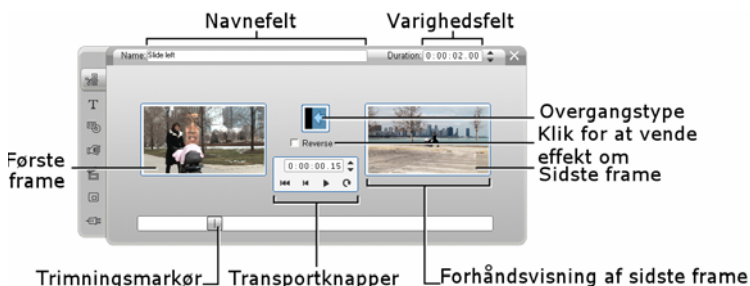 Navnefelt
Varighedsfelt
Name: Slide left
Duration: 0:00:02.00
T
Overgangstype
Reverse
Klik for at vende
effekt om
Første
frame
0:00:00.15
Sidste frame
Trimningsmarkør
Transportknapper
Forhåndsvisning af sidste frame